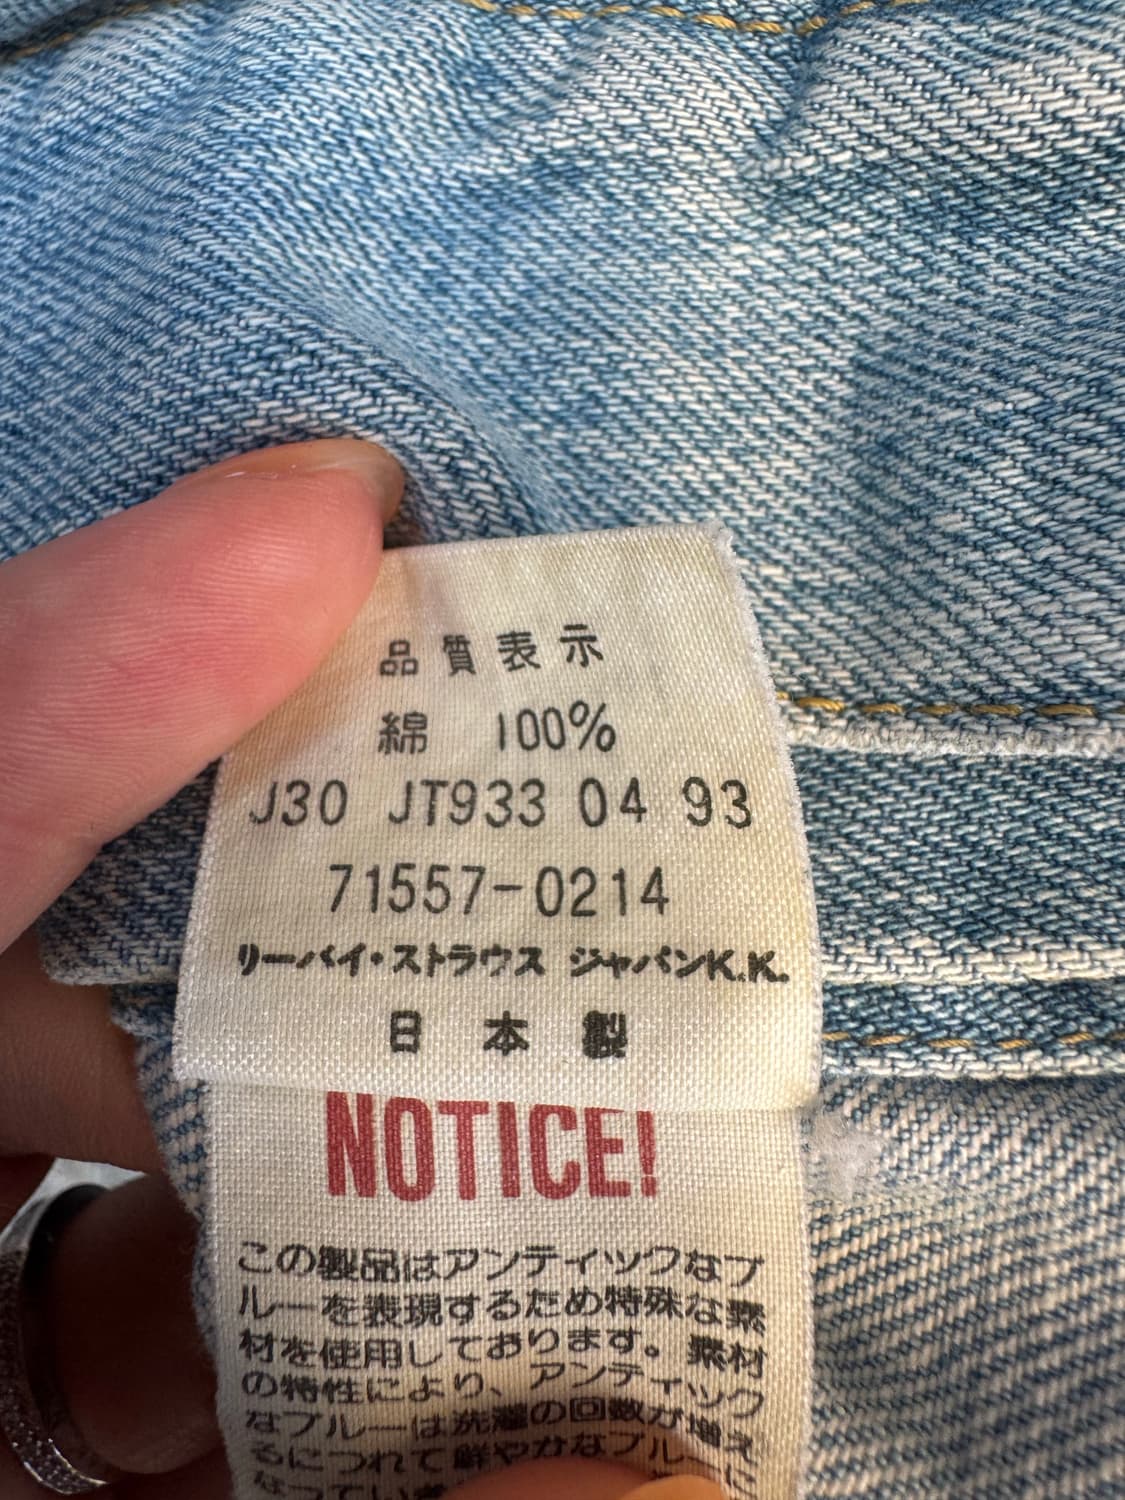 品質表示
綿 100%
J30 JT933 04 93
71557-0214
リーバイ・ストラウス ジャパンK.K.
日本製
NOTICE!
この製品はアンティックなブ
ルーを表現するため特殊な素
材を使用しております。素材
の特性により、アンティック
なブルーは洗濯の回数が増え
るにつれて鮮やかなブルーに
なってい